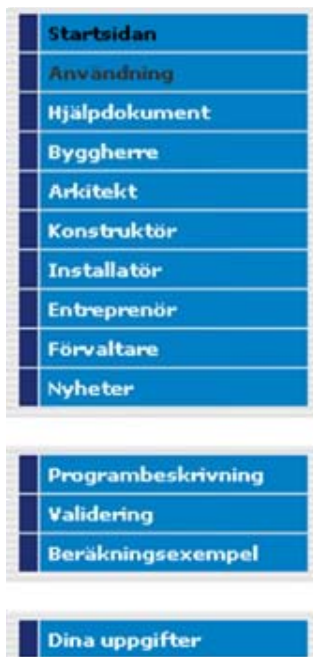 Startsidan
Användning
Hjälpdokument
Byggherre
Arkitekt
Konstruktör
Installatör
Entreprenör
Förvaltare
Nyheter
Programbeskrivning
Validering
Beräkningsexempel
Dina uppgifter